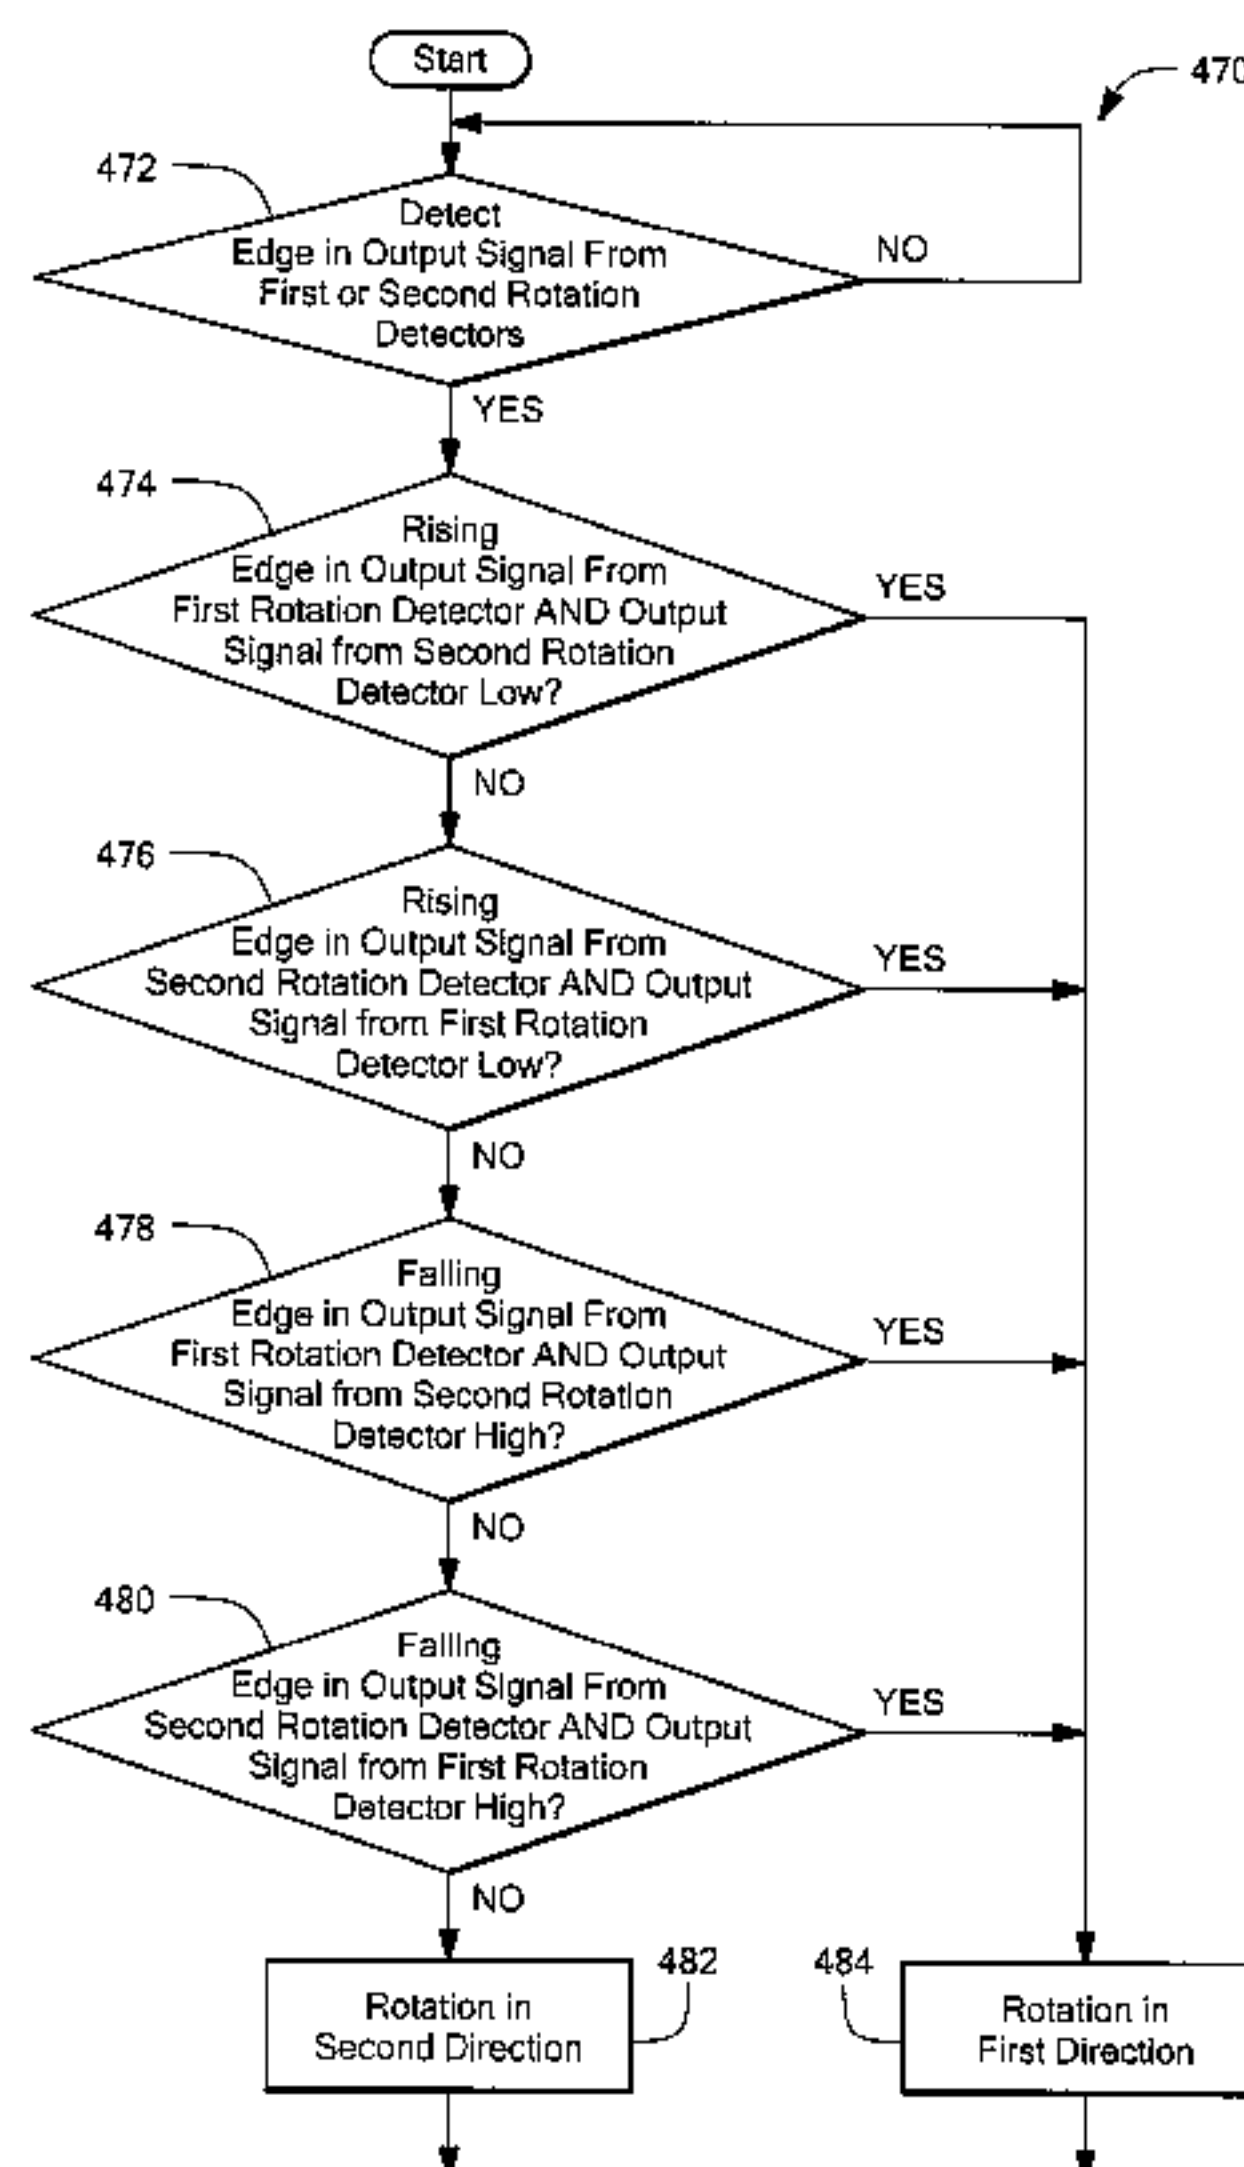 Start
470
472
Detect
Edge in Output Signal From
First or Second Rotation
Detectors
NO
YES
474
Rising
Edge in Output Signal From
First Rotation Detector AND Output
Signal from Second Rotation
Detector Low?
YES
NO
476
Rising
Edge in Output Signal From
Second Rotation Detector AND Output
Signal from First Rotation
Detector Low?
YES
NO
478
Falling
Edge in Output Signal From
First Rotation Detector AND Output
Signal from Second Rotation
Detector High?
YES
NO
480
Falling
Edge in Output Signal From
Second Rotation Detector AND Output
Signal from First Rotation
Detector High?
YES
NO
482
484
Rotation in
Second Direction
Rotation in
First Direction